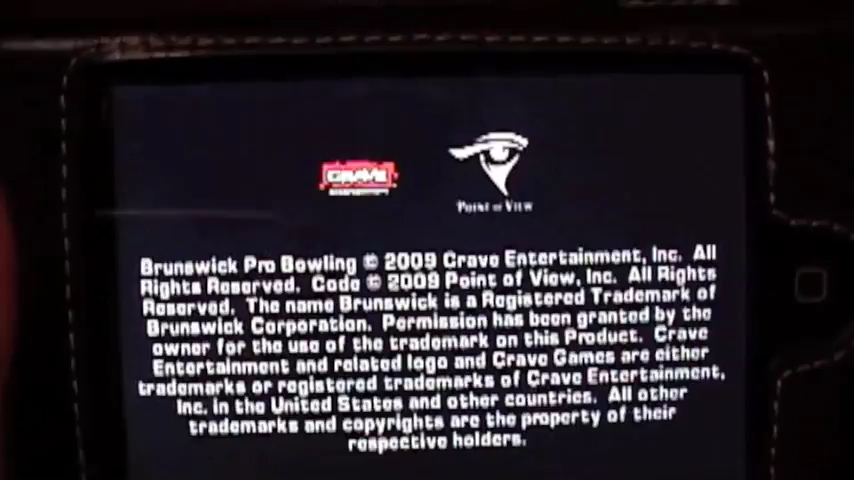 CRAVE
POINT OF VIEW
Brunswick Pro Bowling © 2009 Crave Entertainment, Inc. All
Rights Reserved. Code © 2009 Point of View, Inc. All Rights
Reserved. The name Brunswick is a Registered Trademark of
Brunswick Corporation. Permission has been granted by the
owner for the use of the trademark on this Product. Crave
Entertainment and related logo and Crave Games are either
trademarks or registered trademarks of Crave Entertainment,
Inc. in the United States and other countries. All other
trademarks and copyrights are the property of their
respective holders.